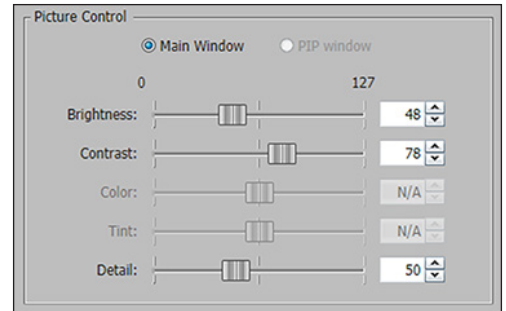 Picture Control
Main Window PIP window
0 127
Brightness: 48
Contrast: 78
Color: N/A
Tint: N/A
Detail: 50